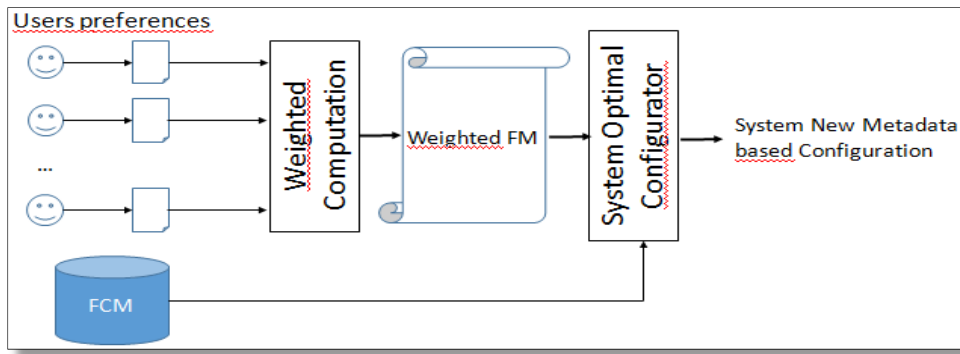 Users preferences
...
Weighted
Computation
Weighted FM
System Optimal
Configurator
System New Metadata
based Configuration
FCM